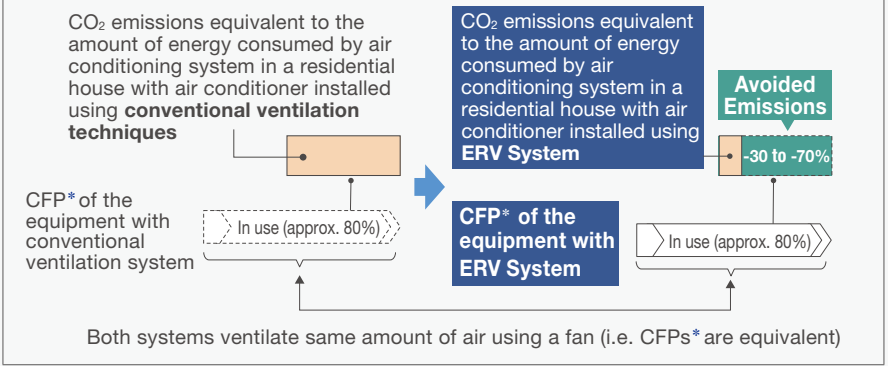 CO₂ emissions equivalent to the
amount of energy consumed by air
conditioning system in a residential
house with air conditioner installed
using conventional ventilation
techniques
CFP* of the
equipment with
conventional
ventilation system
In use (approx. 80%)
CO₂ emissions equivalent
to the amount of energy
consumed by air
conditioning system in a
residential house with air
conditioner installed using
ERV System
Avoided
Emissions
-30 to -70%
CFP* of the
equipment with
ERV System
In use (approx. 80%)
Both systems ventilate same amount of air using a fan (i.e. CFPs* are equivalent)